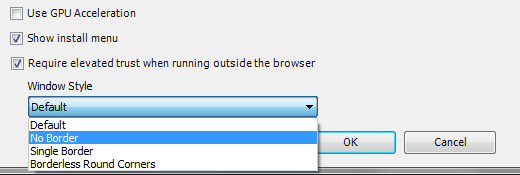 Use GPU Acceleration
Show install menu
Require elevated trust when running outside the browser
Window Style
Default
Default
No Border
Single Border
Borderless Round Corners
OK
Cancel